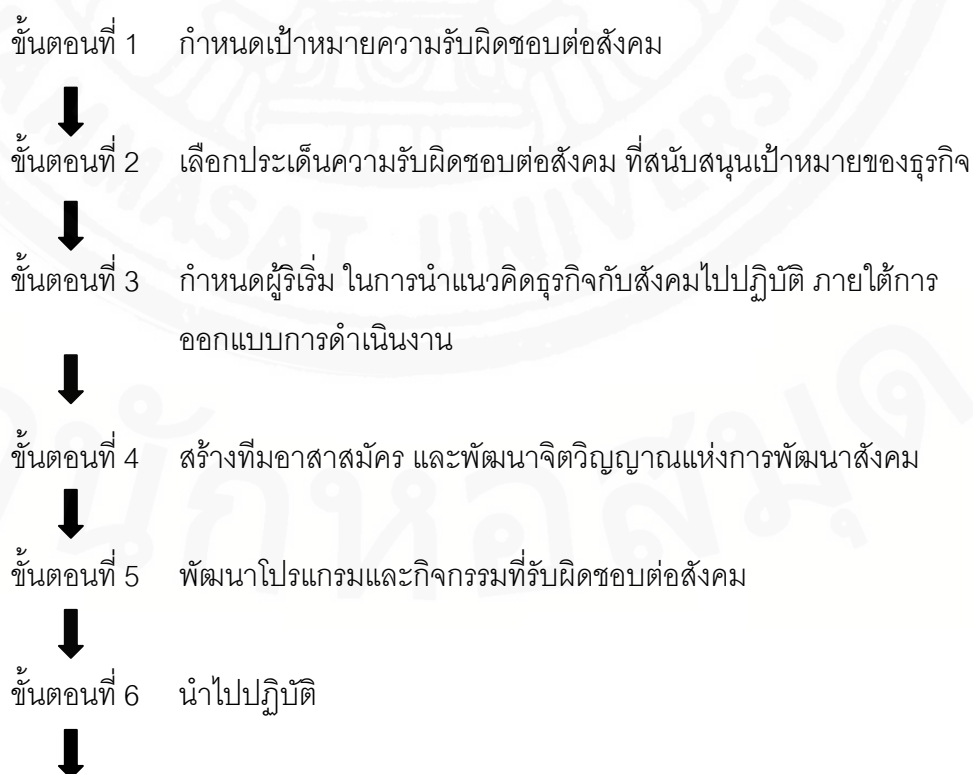 ขั้นตอนที่ 1 กำหนดเป้าหมายความรับผิดชอบต่อสังคม
ขั้นตอนที่ 2 เลือกประเด็นความรับผิดชอบต่อสังคม ที่สนับสนุนเป้าหมายของธุรกิจ
ขั้นตอนที่ 3 กำหนดผู้ริเริ่ม ในการนำแนวคิดธุรกิจกับสังคมไปปฏิบัติ ภายใต้การ
ออกแบบการดำเนินงาน
ขั้นตอนที่ 4 สร้างทีมอาสาสมัคร และพัฒนาจิตวิญญาณแห่งการพัฒนาสังคม
ขั้นตอนที่ 5 พัฒนาโปรแกรมและกิจกรรมที่รับผิดชอบต่อสังคม
ขั้นตอนที่ 6 นำไปปฏิบัติ